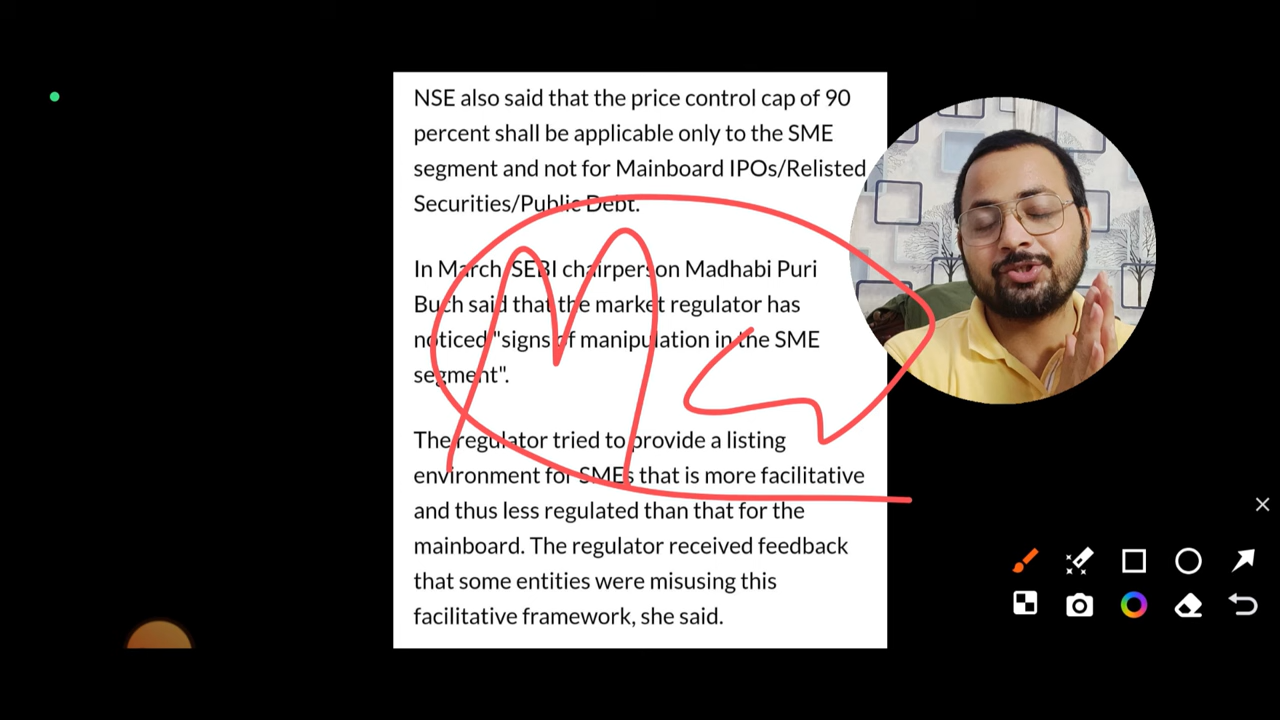 NSE also said that the price control cap of 90
percent shall be applicable only to the SME
segment and not for Mainboard IPOs/Relisted
Securities/Public Debt.
In March, SEBI chairperson Madhabi Puri
Buch said that the market regulator has
noticed "signs of manipulation in the SME
segment".
The regulator tried to provide a listing
environment for SMEs that is more facilitative
and thus less regulated than that for the
mainboard. The regulator received feedback
that some entities were misusing this
facilitative framework, she said.